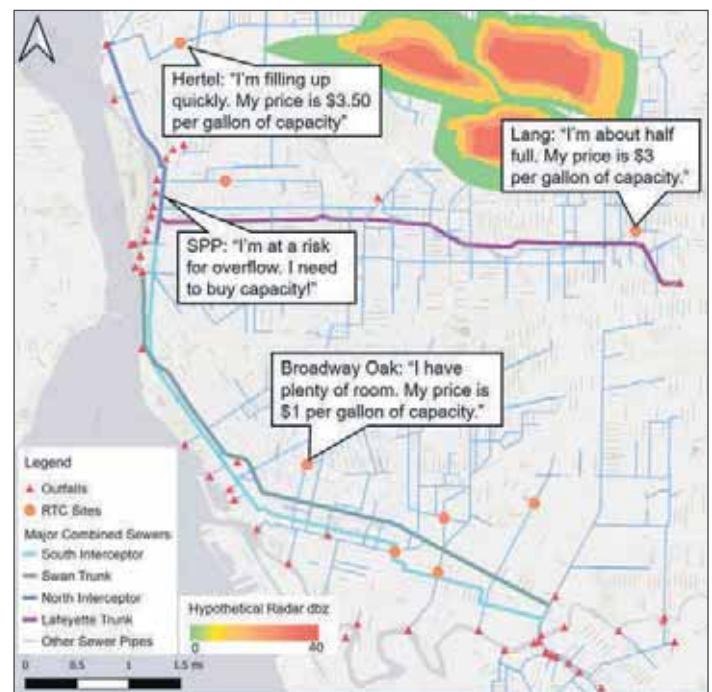 Hertel: “I’m filling up
quickly. My price is $3.50
per gallon of capacity”
Lang: “I’m about half
full. My price is $3
per gallon of capacity.”
SPP: “I’m at a risk
for overflow. I need
to buy capacity!”
Broadway Oak: “I have
plenty of room. My price is
$1 per gallon of capacity.”
Legend
Outfalls
RTC Sites
Major Combined Sewers
South Interceptor
Swan Trunk
North Interceptor
Lafeyette Trunk
Other Sewer Pipes
Hypothetical Radar dbz
0 40
0 0.5 1 1.5 mi